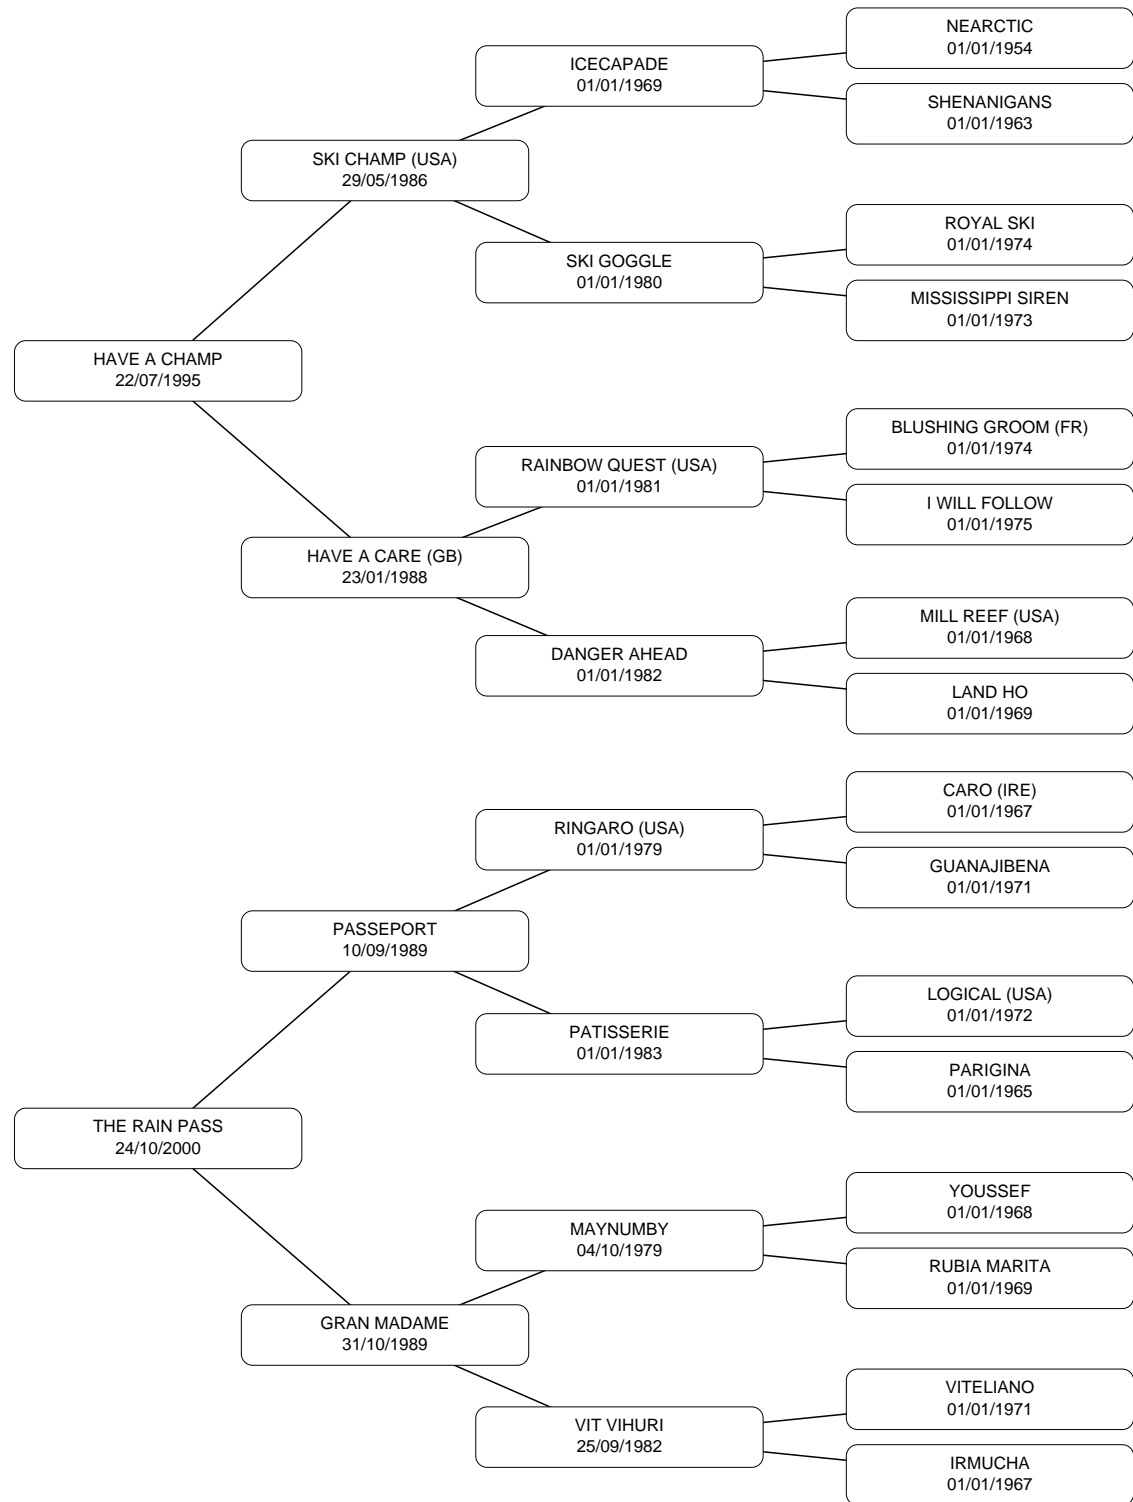 NEARCTIC
01/01/1954
ICECAPADE
01/01/1969
SHENANIGANS
01/01/1963
SKI CHAMP (USA)
29/05/1986
ROYAL SKI
01/01/1974
SKI GOGGLE
01/01/1980
MISSISSIPPI SIREN
01/01/1973
HAVE A CHAMP
22/07/1995
BLUSHING GROOM (FR)
01/01/1974
RAINBOW QUEST (USA)
01/01/1981
I WILL FOLLOW
01/01/1975
HAVE A CARE (GB)
23/01/1988
MILL REEF (USA)
01/01/1968
DANGER AHEAD
01/01/1982
LAND HO
01/01/1969
CARO (IRE)
01/01/1967
RINGARO (USA)
01/01/1979
GUANAJIBENA
01/01/1971
PASSEPORT
10/09/1989
LOGICAL (USA)
01/01/1972
PATISSERIE
01/01/1983
PARIGINA
01/01/1965
THE RAIN PASS
24/10/2000
YOUSSEF
01/01/1968
MAYNUMBY
04/10/1979
RUBIA MARITA
01/01/1969
GRAN MADAME
31/10/1989
VITELIANO
01/01/1971
VIT VIHURI
25/09/1982
IRMUCHA
01/01/1967